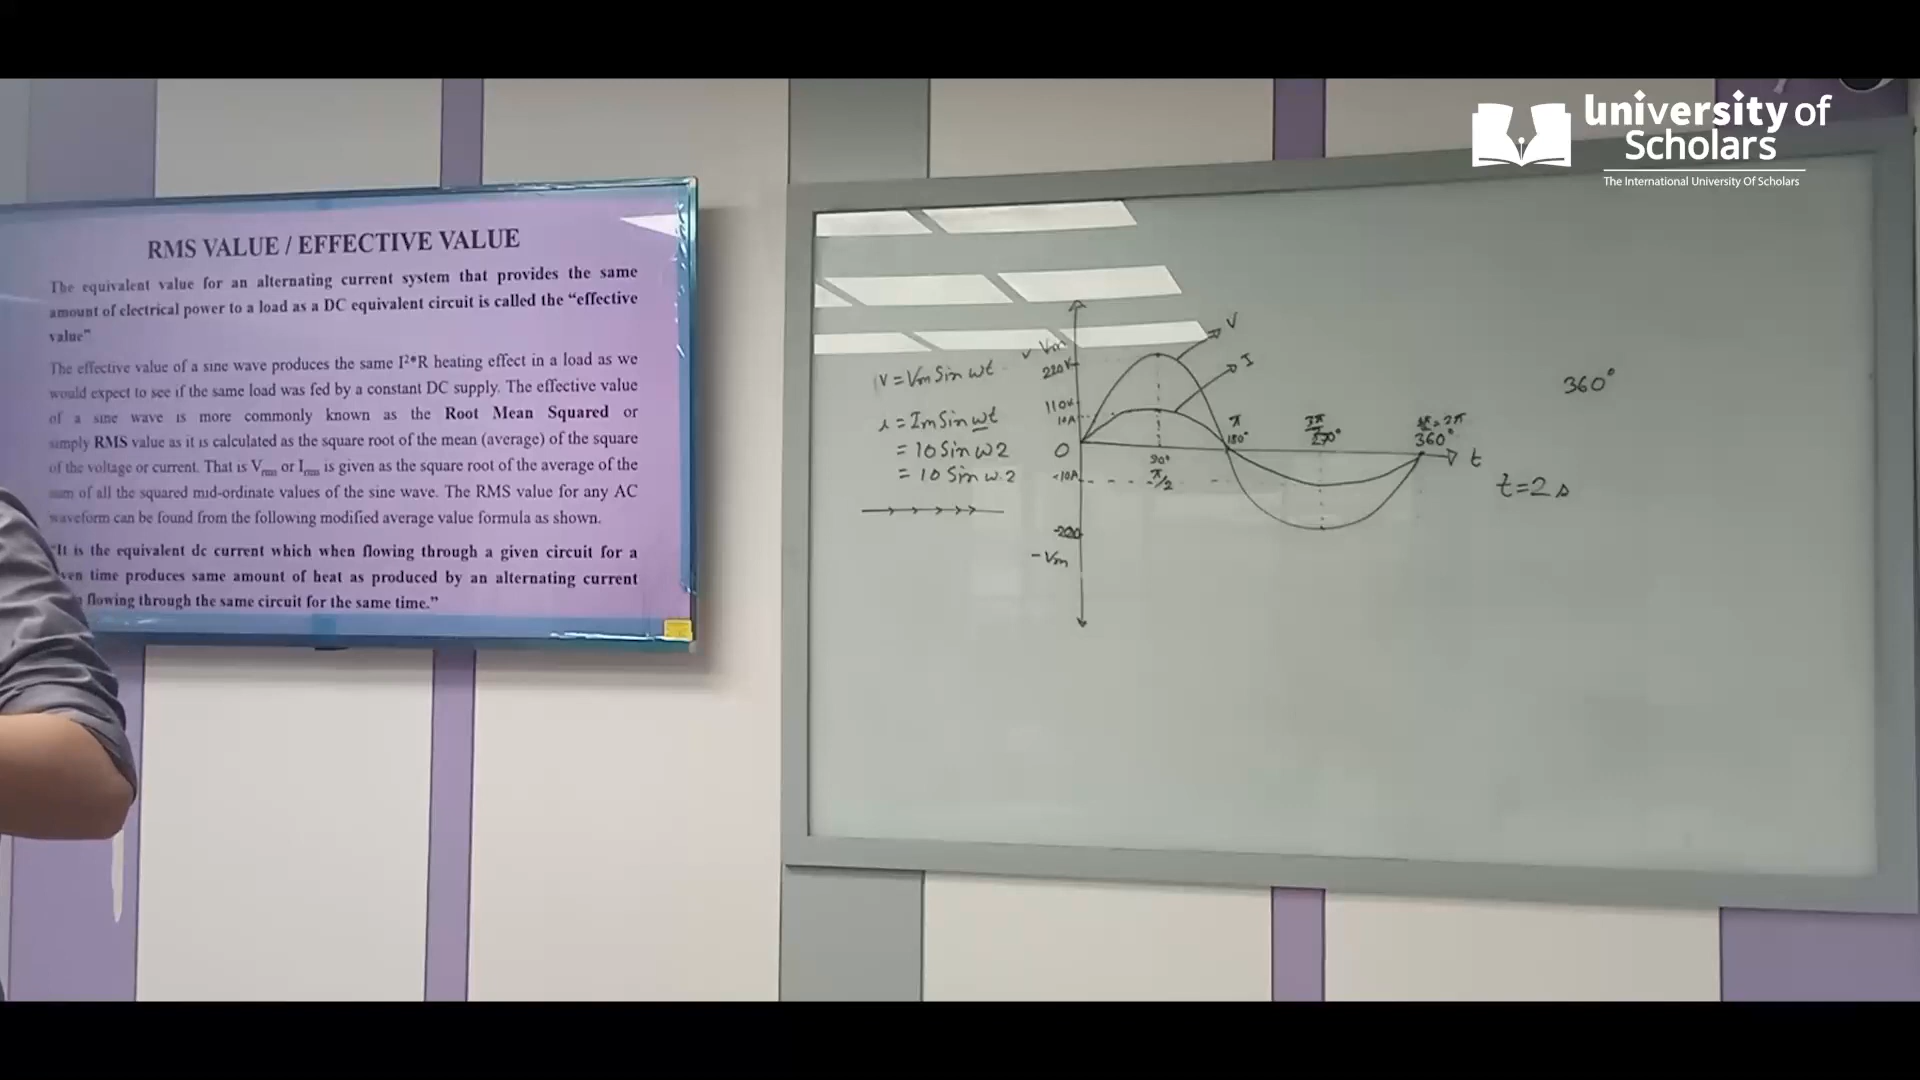 University of
Scholars
The International University Of Scholars
RMS VALUE / EFFECTIVE VALUE
The equivalent value for an alternating current system that provides the same
amount of electrical power to a load as a DC equivalent circuit is called the “effective
value”
The effective value of a sine wave produces the same I²*R heating effect in a load as we
would expect to see if the same load was fed by a constant DC supply. The effective value
of a sine wave is more commonly known as the Root Mean Squared or
simply RMS value as it is calculated as the square root of the mean (average) of the square
of the voltage or current. That is Vrms or Irms is given as the square root of the average of the
sum of all the squared mid-ordinate values of the sine wave. The RMS value for any AC
waveform can be found from the following modified average value formula as shown.
“It is the equivalent dc current which when flowing through a given circuit for a
time produces same amount of heat as produced by an alternating current
flowing through the same circuit for the same time.”
V = Vm Sin ωt
i = Im Sin ωt
= 10 Sin ω2
= 10 Sin ω.2
v Vm
220V
110V
10A
0
-10A
-220
-Vm
V
I
90°
π/2
π
180°
3π/2
270°
= 2π
360°
t
360°
t=2s